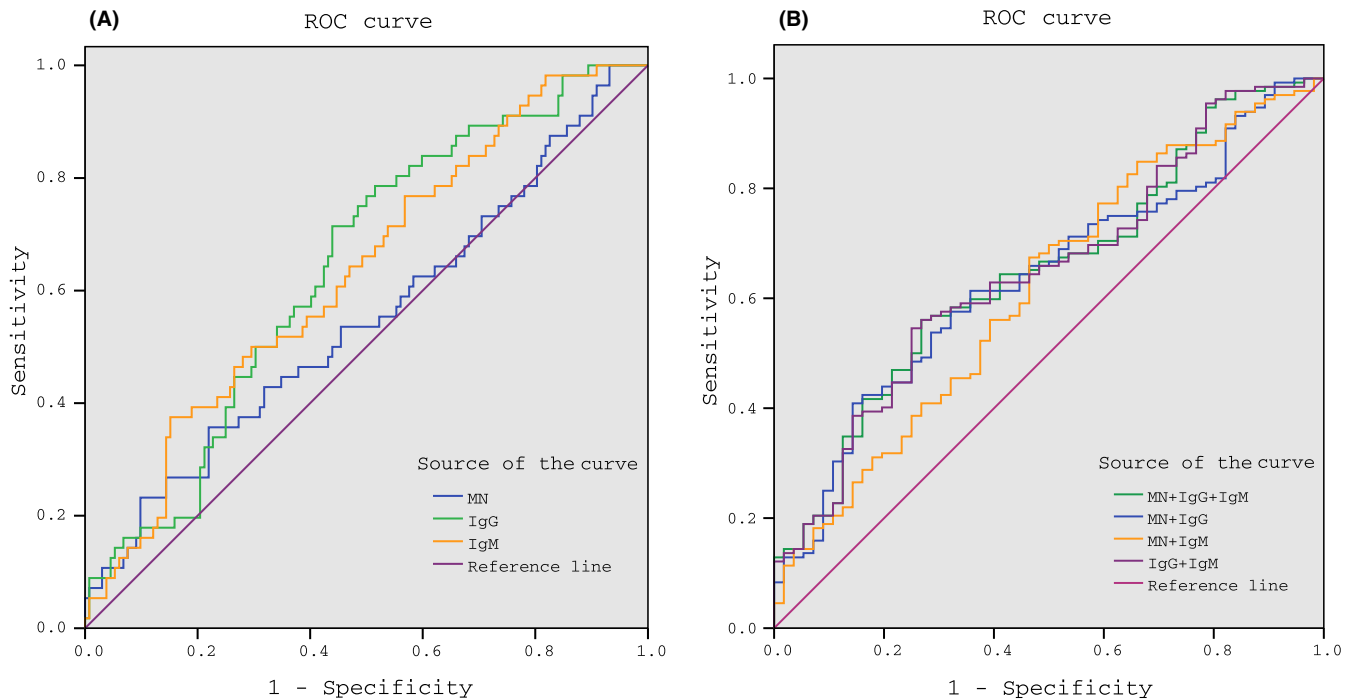 (A)
ROC curve
1.0
0.8
0.6
0.4
0.2
0.0
Sensitivity
Source of the curve
MN
IgG
IgM
Reference line
0.0 0.2 0.4 0.6 0.8 1.0
1 - Specificity
(B)
ROC curve
1.0
0.8
0.6
0.4
0.2
0.0
Sensitivity
Source of the curve
MN+IgG+IgM
MN+IgG
MN+IgM
IgG+IgM
Reference line
0.0 0.2 0.4 0.6 0.8 1.0
1 - Specificity